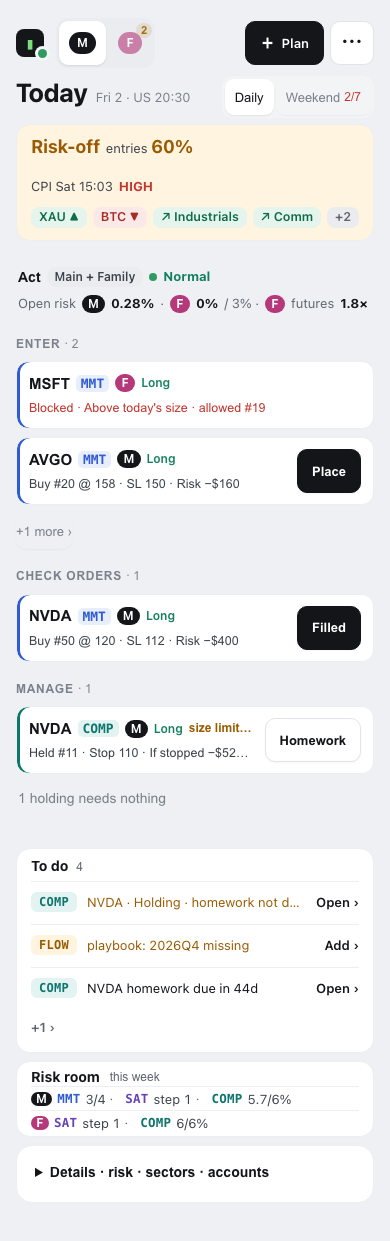 M F 2 + Plan ···
Today Fri 2 · US 20:30 Daily Weekend 2/7
Risk-off entries 60%
CPI Sat 15:03 HIGH
XAU ▲ BTC ▼ ↗ Industrials ↗ Comm +2
Act Main + Family Normal
Open risk M 0.28% · F 0% / 3% · F futures 1.8×
ENTER · 2
MSFT MMT F Long
Blocked · Above today's size · allowed #19
AVGO MMT M Long
Buy #20 @ 158 · SL 150 · Risk −$160
Place
+1 more ›
CHECK ORDERS · 1
NVDA MMT M Long
Buy #50 @ 120 · SL 112 · Risk −$400
Filled
MANAGE · 1
NVDA COMP M Long size limit…
Held #11 · Stop 110 · If stopped −$52…
Homework
1 holding needs nothing
To do 4
COMP NVDA · Holding · homework not d… Open ›
FLOW playbook: 2026Q4 missing Add ›
COMP NVDA homework due in 44d Open ›
+1 ›
Risk room this week
M MMT 3/4 · SAT step 1 · COMP 5.7/6%
F SAT step 1 · COMP 6/6%
▶ Details · risk · sectors · accounts